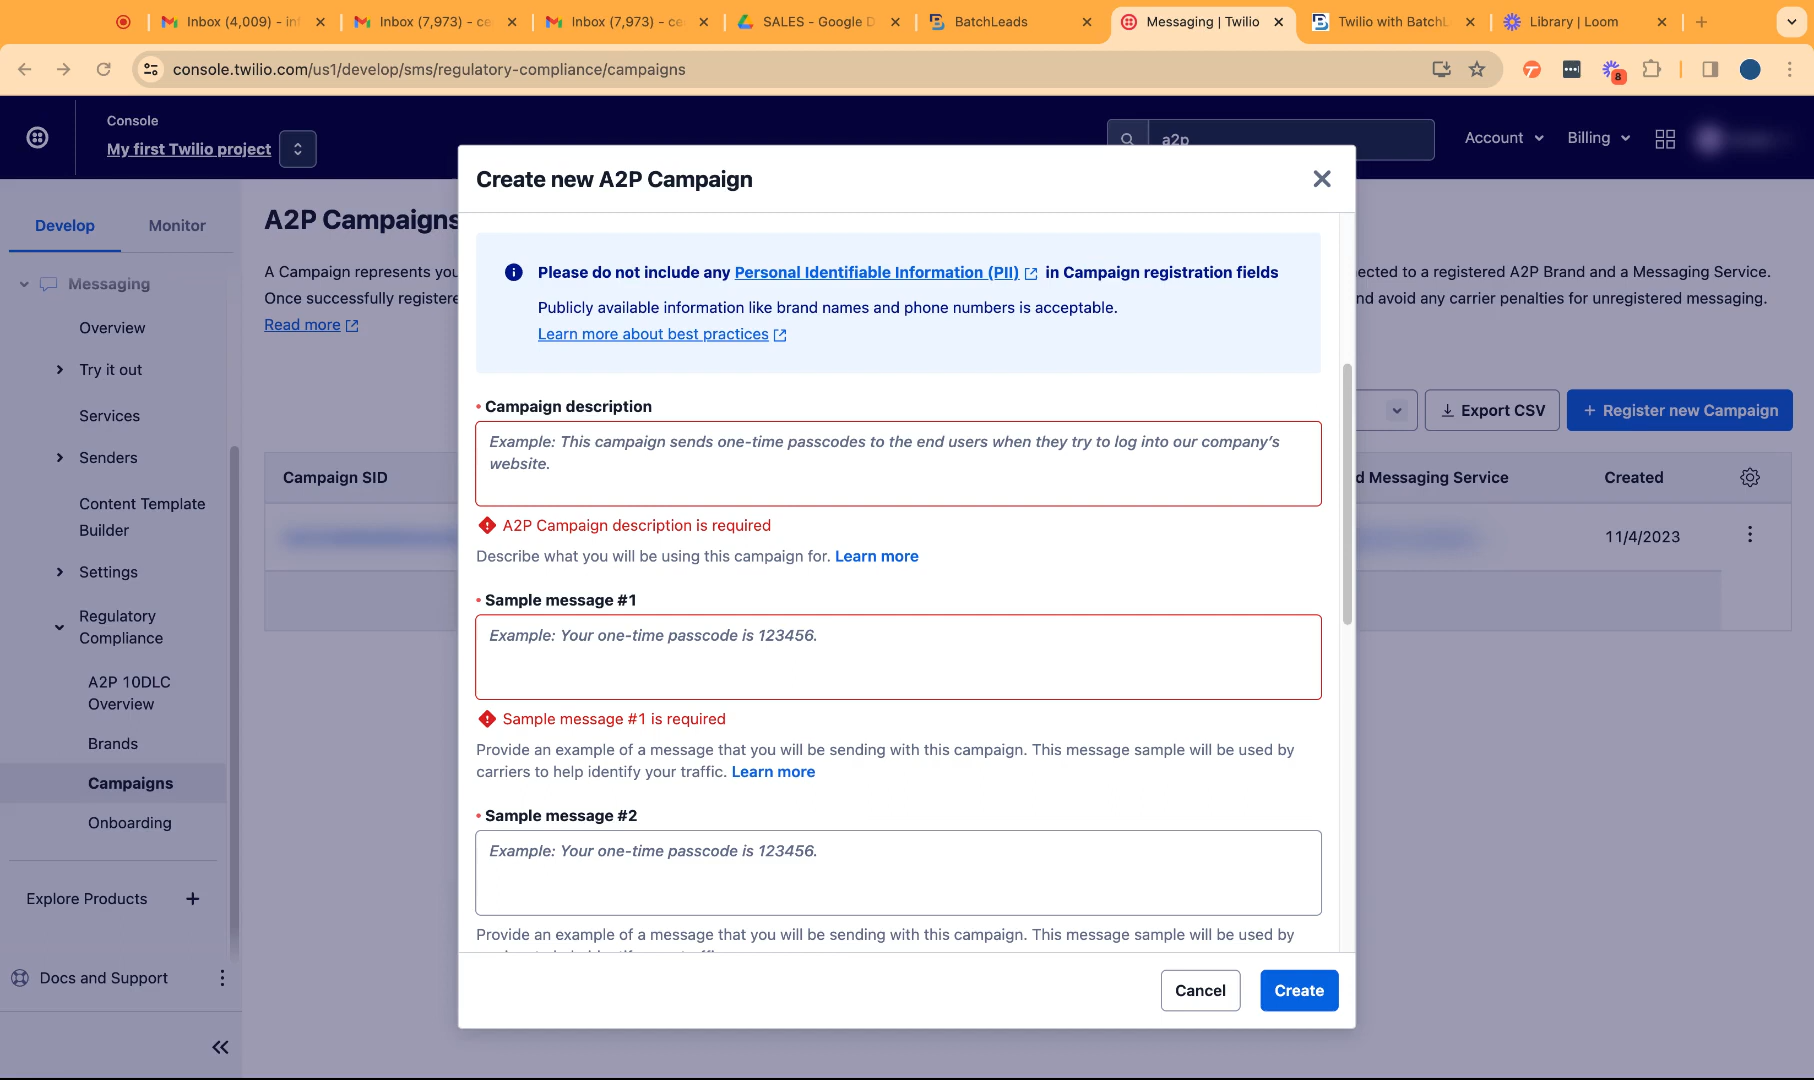 Inbox (4,009) - inf
Inbox (7,973) - ce
Inbox (7,973) - ce
SALES - Google D
BatchLeads
Messaging | Twilio
Twilio with BatchL
Library | Loom
console.twilio.com/us1/develop/sms/regulatory-compliance/campaigns
8
Console
My first Twilio project
a2p
Account
Billing
Develop
Monitor
Messaging
Overview
Try it out
Services
Senders
Content Template
Builder
Settings
Regulatory
Compliance
A2P 10DLC
Overview
Brands
Campaigns
Onboarding
Explore Products
Docs and Support
A2P Campaigns
A Campaign represents you
ected to a registered A2P Brand and a Messaging Service.
Once successfully registere
nd avoid any carrier penalties for unregistered messaging.
Read more
Export CSV
+ Register new Campaign
Campaign SID
d Messaging Service
Created
11/4/2023
Create new A2P Campaign
Please do not include any Personal Identifiable Information (PII) in Campaign registration fields
Publicly available information like brand names and phone numbers is acceptable.
Learn more about best practices
Campaign description
Example: This campaign sends one-time passcodes to the end users when they try to log into our company's
website.
A2P Campaign description is required
Describe what you will be using this campaign for. Learn more
Sample message #1
Example: Your one-time passcode is 123456.
Sample message #1 is required
Provide an example of a message that you will be sending with this campaign. This message sample will be used by
carriers to help identify your traffic. Learn more
Sample message #2
Example: Your one-time passcode is 123456.
Provide an example of a message that you will be sending with this campaign. This message sample will be used by
Cancel
Create